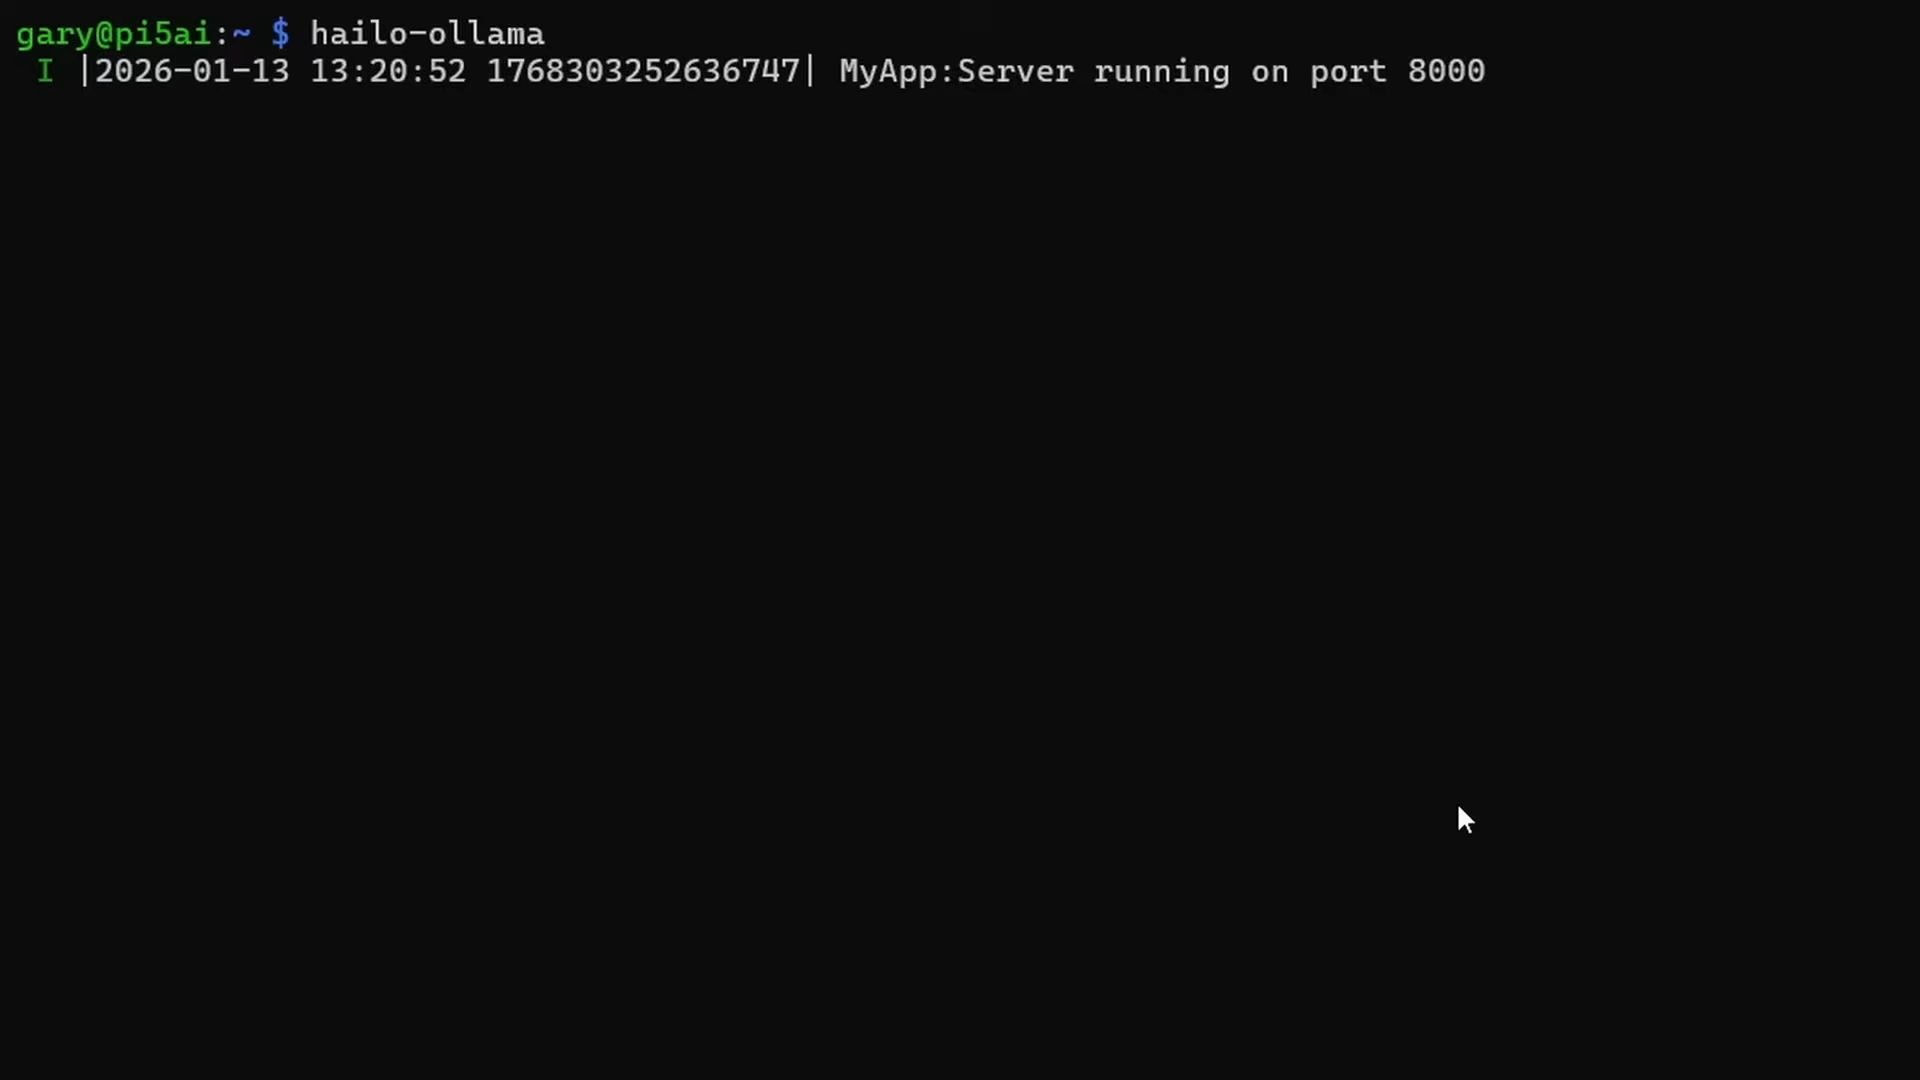 gary@pi5ai:~ $ hailo-ollama
I |2026-01-13 13:20:52 1768303252636747| MyApp:Server running on port 8000